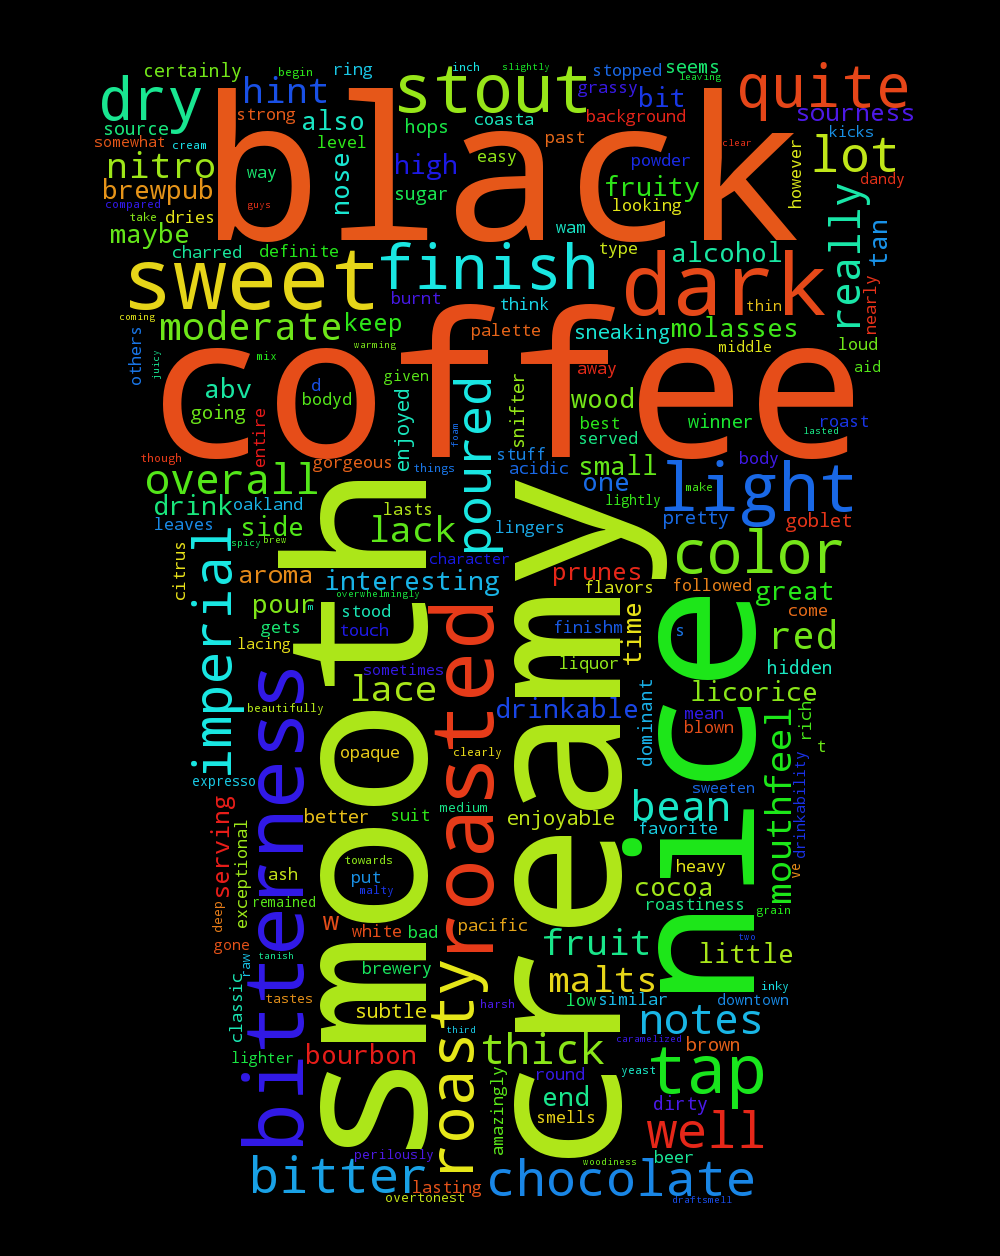 certainly
begin
ring
inch
slightly
stopped
seems
leaving
dry
hint
stout
grassy
bit
quite
source
strong
also
hops
coasta
background
sourness
somewhat
cream
level
past
clear
kicks
nitro
way
nose
high
easy
powder
however
lot
brewpub
sugar
fruity
dandy
compared
guys
black
looking
really
take
dries
wam
tan
maybe
charred
definite
finish
type
alcohol
sweet
burnt
think
dark
thin
nearly
coming
moderate
keep
palette
sneaking
molasses
others
juicy
mix
warming
middle
loud
abv
d
given
away
aid
going
bodyd
enjoyed
poured
snifter
wood
coffee
entire
best
winner
roast
served
lasted
though
gorgeous
things
foam
stuff
acidic
small
body
overall
one
light
drink
oakland
lasts
lightly
make
leaves
side
lack
lingers
pretty
goblet
citrus
spicy
brew
smooth
character
color
imperial
aroma
interesting
prunes
followed
overwhelmingly
flavors
great
pour
m
stood
creamy
time
nice
come
gets
touch
finishm
s
red
lacing
sometimes
liquor
hidden
bitterness
lace
roasted
licorice
beautifully
drinkable
dominant
mean
rich
opaque
clearly
blown
mouthfeel
t
expresso
medium
sweeten
drinkability
serving
better
suit
enjoyable
bean
favorite
exceptional
towards
heavy
ve
ash
put
malty
cocoa
deep
remained
roastiness
grain
w
white
bad
pacific
fruit
two
gone
tanish
brewery
roasty
little
raw
malts
inky
classic
tastes
subtle
harsh
low
similar
downtown
third
notes
lighter
bourbon
thick
caramelized
brown
amazingly
round
yeast
tap
end
dirty
smells
well
perilously
woodiness
beer
bitter
lasting
chocolate
overtonest
draftsmell